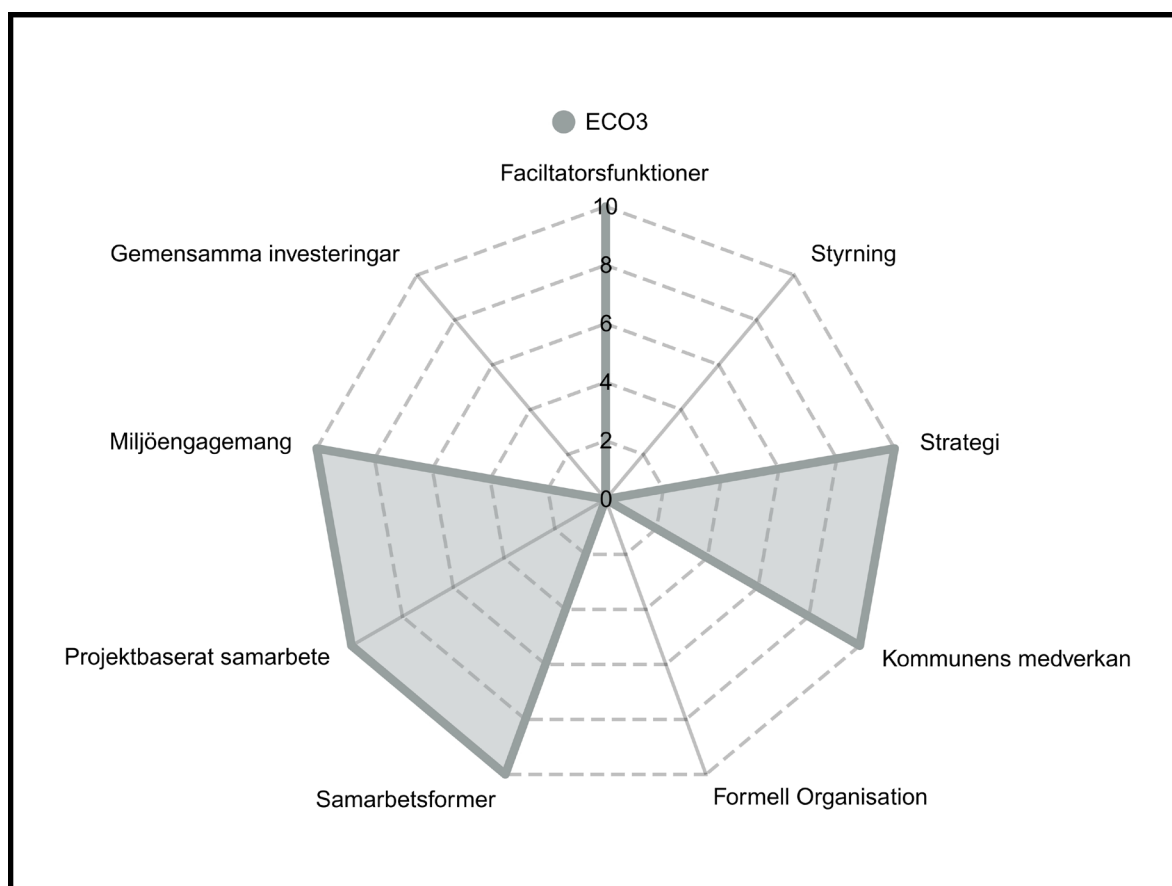 ECO3
Faciltatorsfunktioner
10
Gemensamma investeringar
Styrning
8
6
4
Miljöengagemang
2
Strategi
0
Projektbaserat samarbete
Kommunens medverkan
Samarbetsformer
Formell Organisation